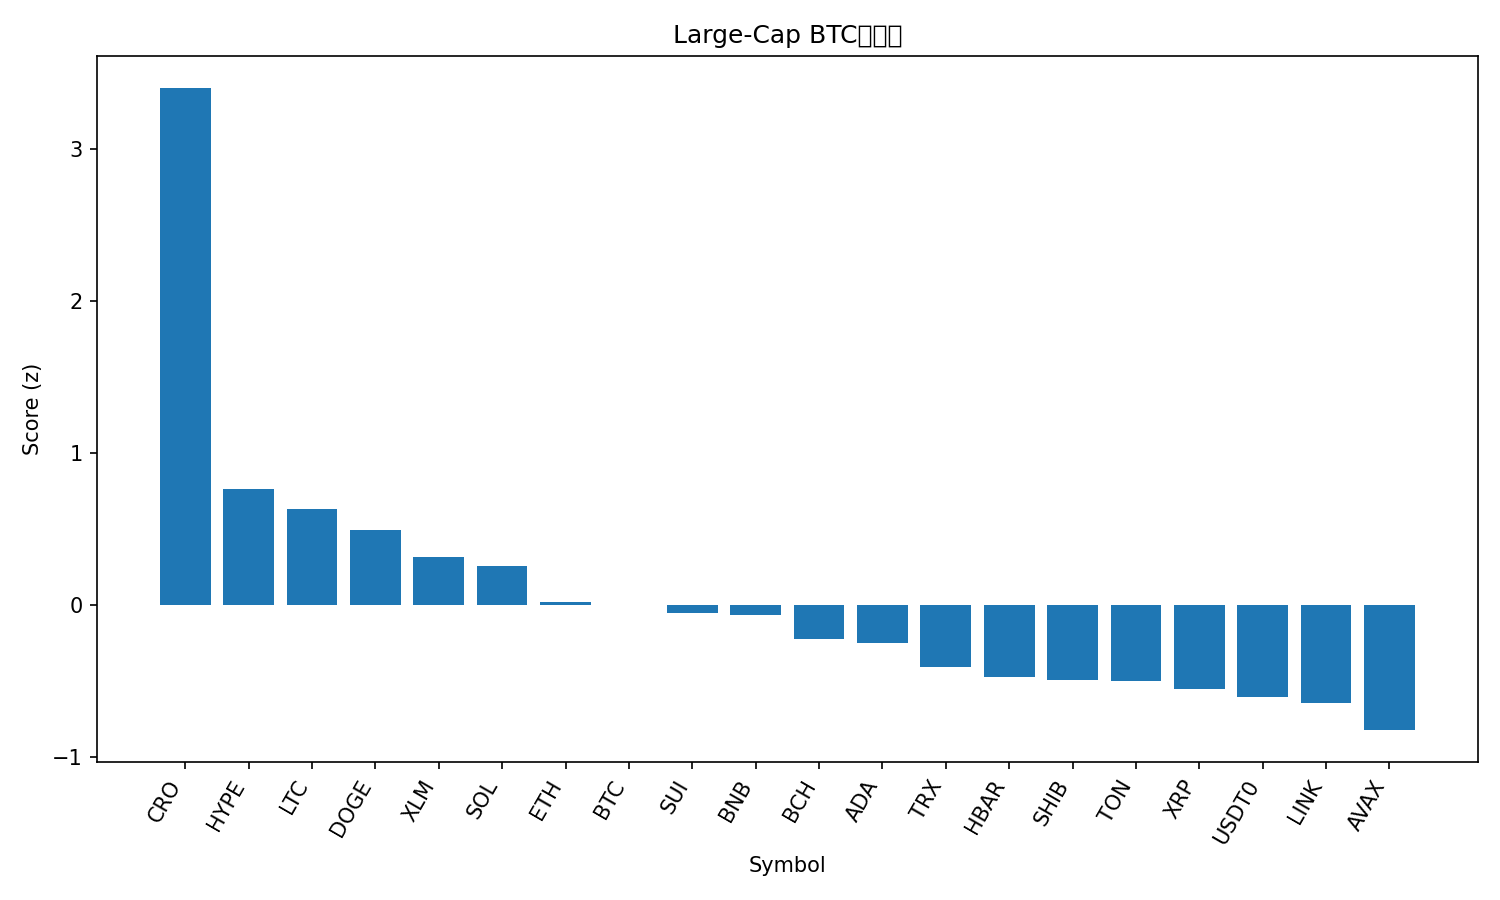 Large-Cap BTC
Score (z)
3
2
1
0
−1
CRO
HYPE
LTC
DOGE
XLM
SOL
ETH
BTC
SUI
BNB
BCH
ADA
TRX
HBAR
SHIB
TON
XRP
USDT0
LINK
AVAX
Symbol